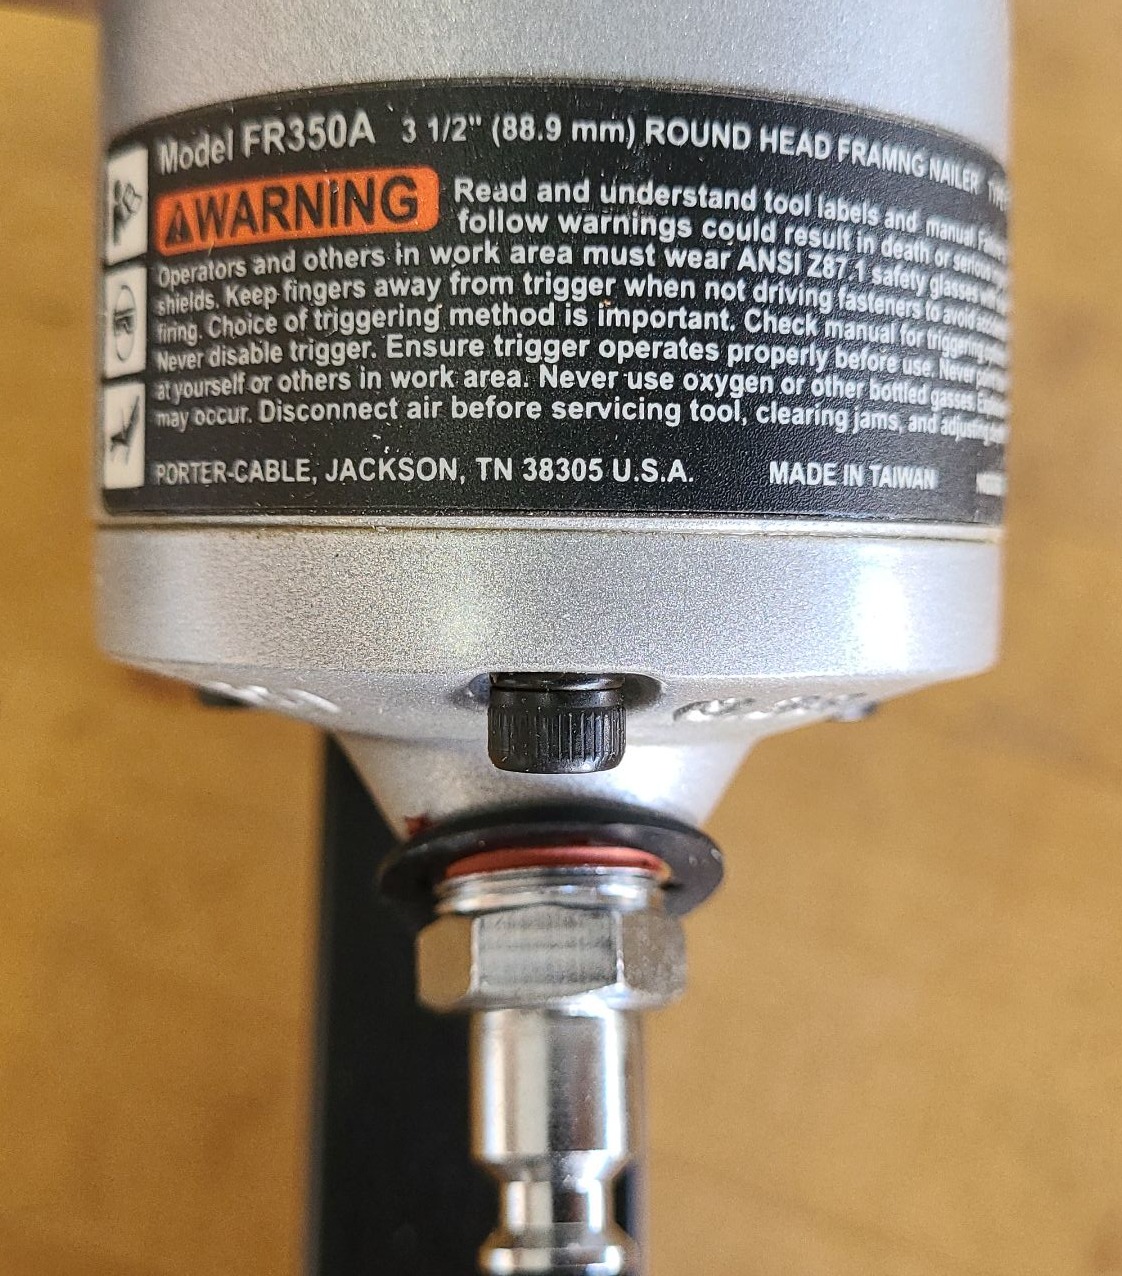 Model FR350A 3 1/2" (88.9 mm) ROUND HEAD FRAMNG NAILER
WARNING Read and understand tool labels and manual.
follow warnings could result in death or serious
Operators and others in work area must wear ANSI Z87.1 safety glasses
shields. Keep fingers away from trigger when not driving fasteners to avoid
firing. Choice of triggering method is important. Check manual for triggering
Never disable trigger. Ensure trigger operates properly before use. Never
at yourself or others in work area. Never use oxygen or other bottled gasses.
may occur. Disconnect air before servicing tool, clearing jams, and adjusting
PORTER-CABLE, JACKSON, TN 38305 U.S.A. MADE IN TAIWAN